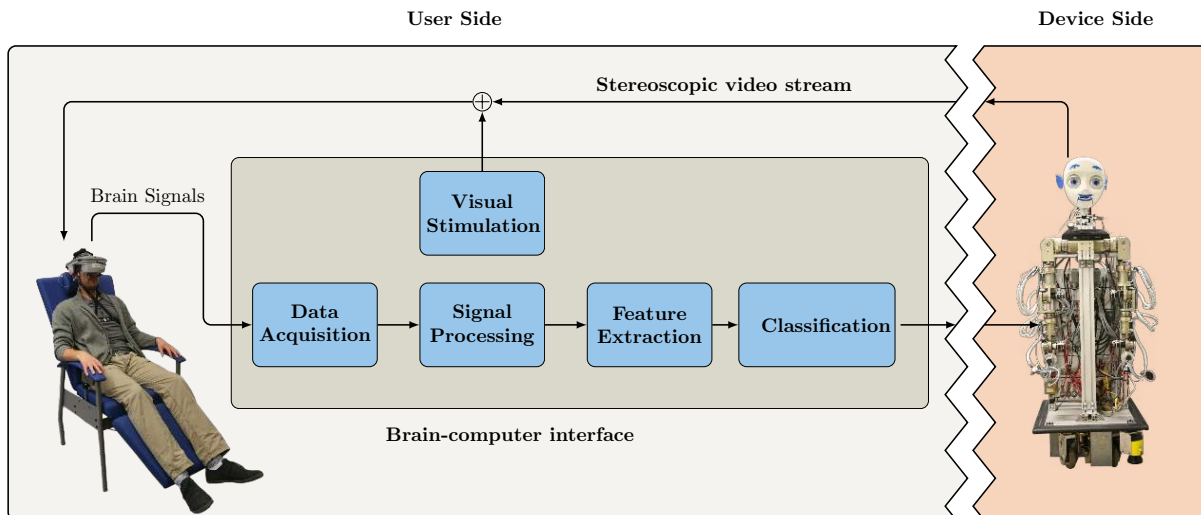 User Side
Device Side
Stereoscopic video stream
Brain Signals
Visual
Stimulation
Data
Acquisition
Signal
Processing
Feature
Extraction
Classification
Brain-computer interface